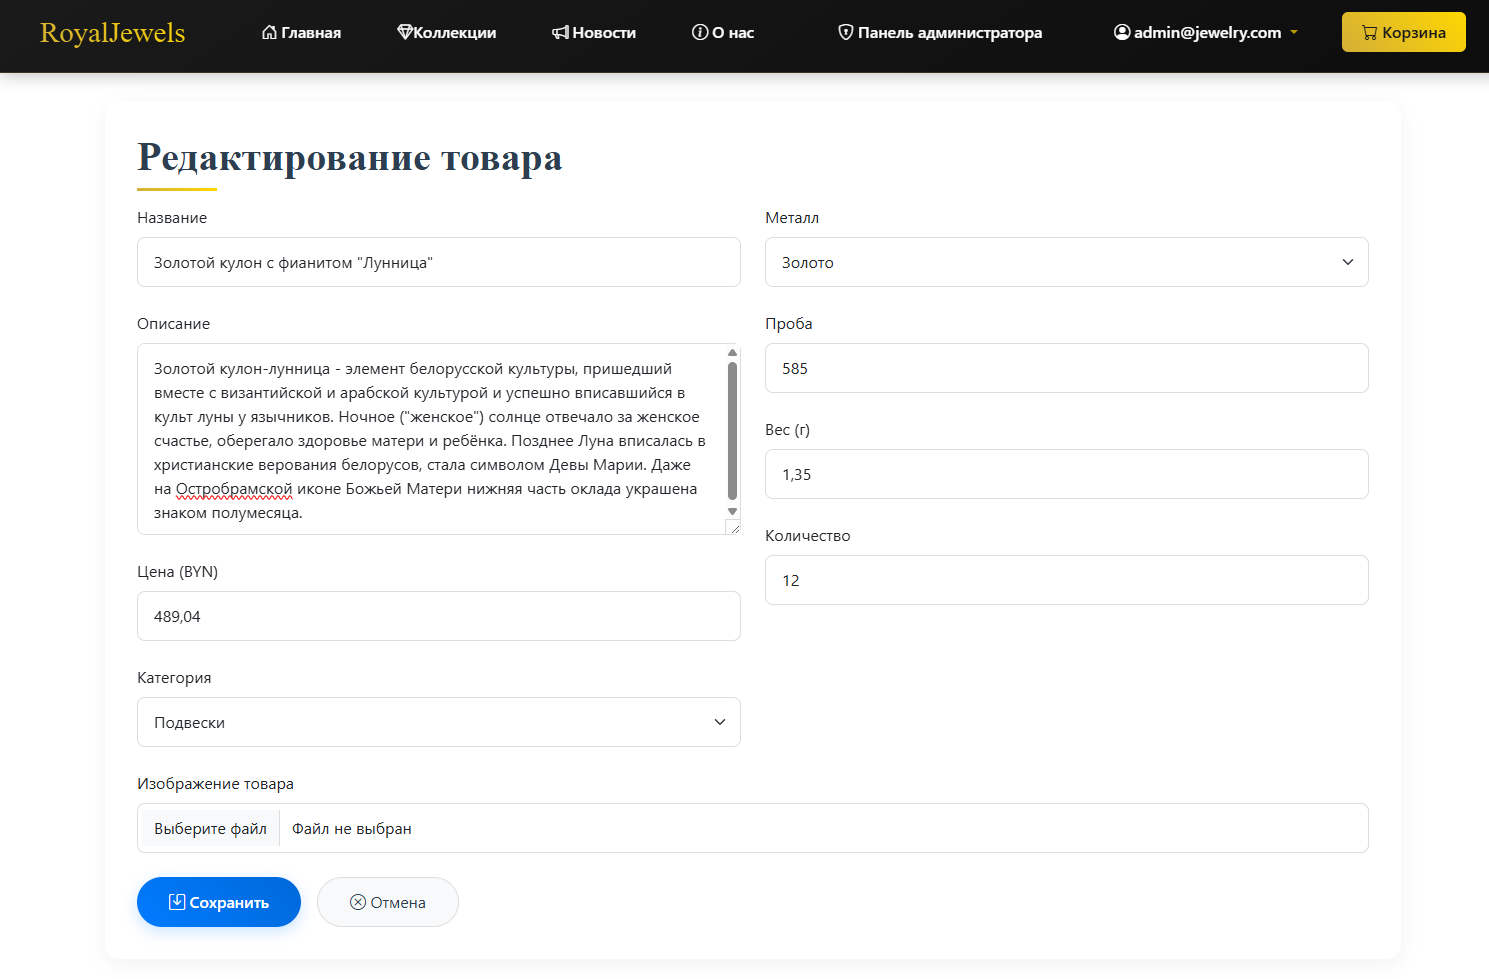 RoyalJewels
Главная
Коллекции
Новости
О нас
Панель администратора
admin@jewelry.com
Корзина
Редактирование товара
Название
Золотой кулон с фианитом "Лунница"
Описание
Золотой кулон-лунница - элемент белорусской культуры, пришедший
вместе с византийской и арабской культурой и успешно вписавшийся в
культ луны у язычников. Ночное ("женское") солнце отвечало за женское
счастье, оберегало здоровье матери и ребёнка. Позднее Луна вписалась в
христианские верования белорусов, стала символом Девы Марии. Даже
на Остробрамской иконе Божьей Матери нижняя часть оклада украшена
знаком полумесяца.
Цена (BYN)
489,04
Категория
Подвески
Металл
Золото
Проба
585
Вес (г)
1,35
Количество
12
Изображение товара
Выберите файл Файл не выбран
Сохранить
Отмена